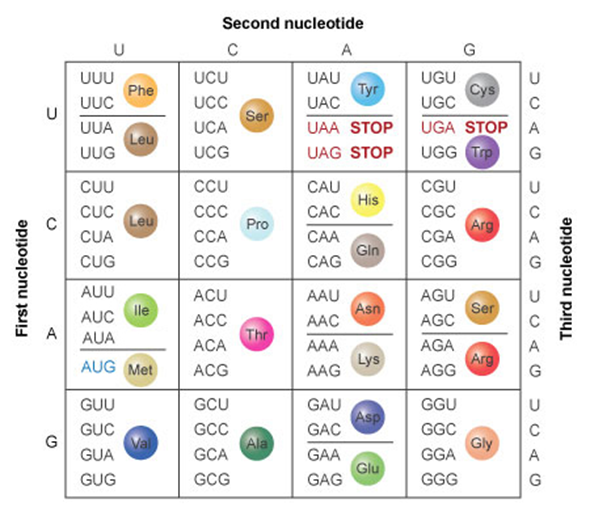 Second nucleotide
U C A G
First nucleotide
Third nucleotide
U
UUU
UUC
Phe
UUA
UUG
Leu
UCU
UCC
UCA
UCG
Ser
UAU
UAC
Tyr
UAA STOP
UAG STOP
UGU
UGC
Cys
UGA STOP
UGG Trp
U
C
A
G
C
CUU
CUC
CUA
CUG
Leu
CCU
CCC
CCA
CCG
Pro
CAU
CAC
His
CAA
CAG
Gln
CGU
CGC
CGA
CGG
Arg
U
C
A
G
A
AUU
AUC
AUA
Ile
AUG Met
ACU
ACC
ACA
ACG
Thr
AAU
AAC
Asn
AAA
AAG
Lys
AGU
AGC
Ser
AGA
AGG
Arg
U
C
A
G
G
GUU
GUC
GUA
GUG
Val
GCU
GCC
GCA
GCG
Ala
GAU
GAC
Asp
GAA
GAG
Glu
GGU
GGC
GGA
GGG
Gly
U
C
A
G